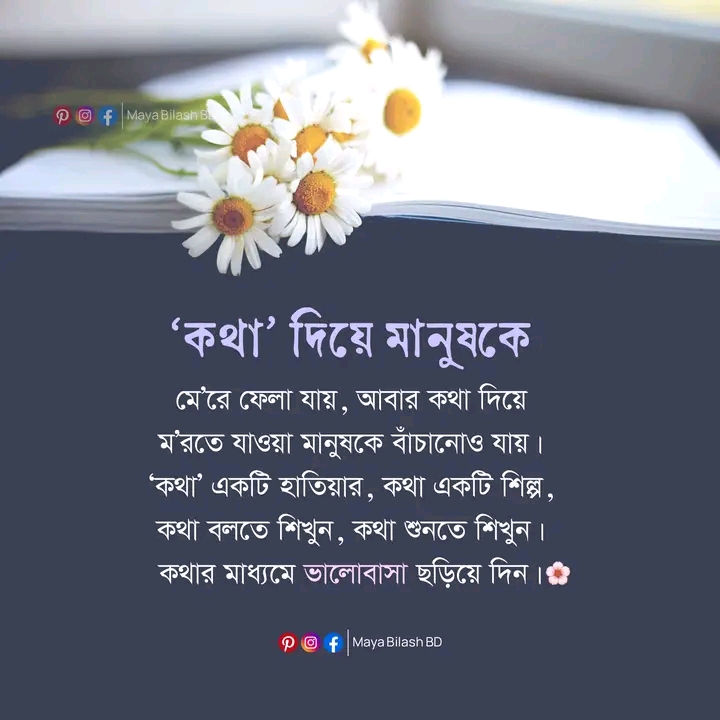 Maya Bilash
‘কথা’ দিয়ে মানুষকে
মে’রে ফেলা যায়, আবার কথা দিয়ে
ম’রতে যাওয়া মানুষকে বাঁচানোও যায়।
‘কথা’ একটি হাতিয়ার, কথা একটি শিল্প,
কথা বলতে শিখুন, কথা শুনতে শিখুন।
কথার মাধ্যমে ভালোবাসা ছড়িয়ে দিন।🌸
Maya Bilash BD